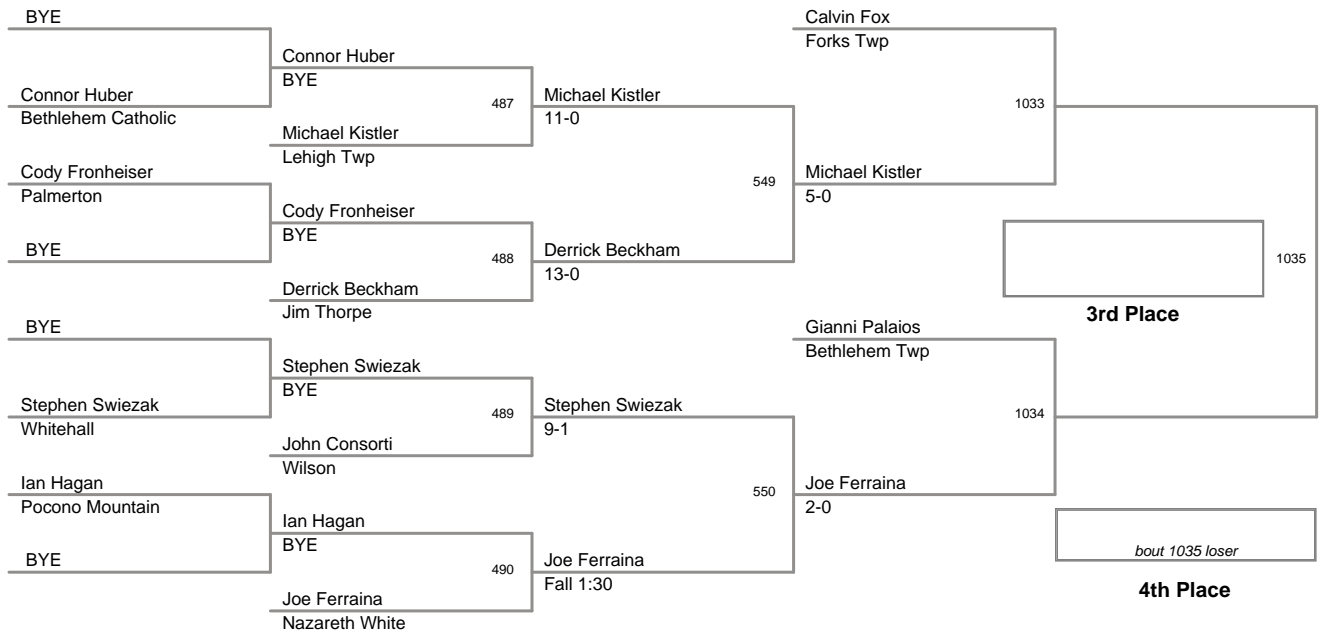 BYE
Connor Huber
Bethlehem Catholic
Cody Fronheiser
Palmerton
BYE
BYE
Stephen Swiezak
Whitehall
Ian Hagan
Pocono Mountain
BYE
Connor Huber
BYE
487
Michael Kistler
Lehigh Twp
Cody Fronheiser
BYE
488
Derrick Beckham
Jim Thorpe
Stephen Swiezak
BYE
489
John Consorti
Wilson
Ian Hagan
BYE
490
Joe Ferraina
Nazareth White
Michael Kistler
11-0
549
Derrick Beckham
13-0
Stephen Swiezak
9-1
550
Joe Ferraina
Fall 1:30
Calvin Fox
Forks Twp
1033
Michael Kistler
5-0
Gianni Palaios
Bethlehem Twp
1034
Joe Ferraina
2-0
1035
3rd Place
bout 1035 loser
4th Place